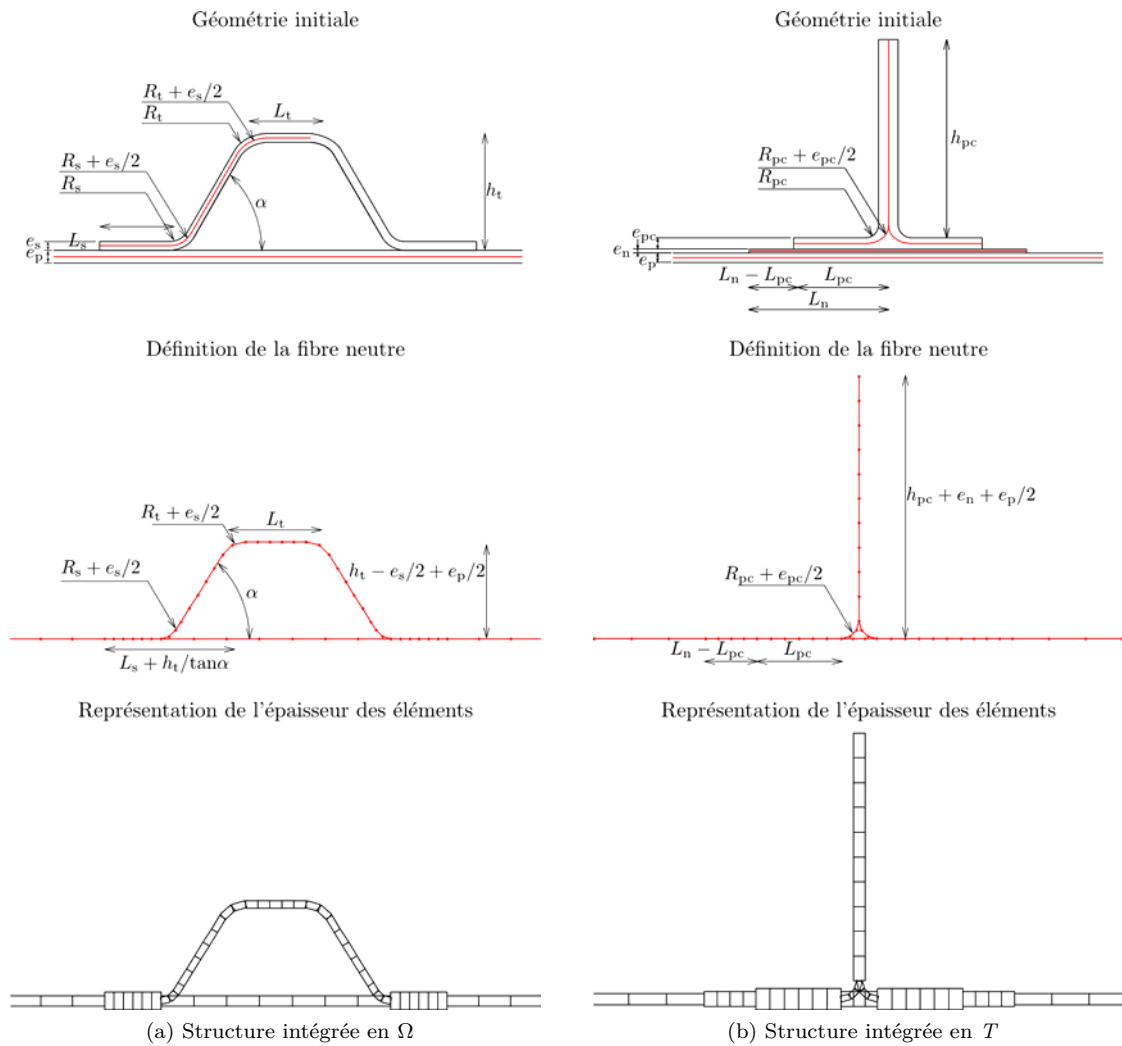 Géométrie initiale
R_t + e_s/2
R_t
L_t
R_s + e_s/2
R_s
h_t
α
L_s
e_s
e_p
Définition de la fibre neutre
R_t + e_s/2
L_t
R_s + e_s/2
h_t − e_s/2 + e_p/2
α
L_s + h_t/tanα
Représentation de l'épaisseur des éléments
(a) Structure intégrée en Ω
Géométrie initiale
h_pc
R_pc + e_pc/2
R_pc
e_pc
e_n
e_p
L_n − L_pc
L_pc
L_n
Définition de la fibre neutre
h_pc + e_n + e_p/2
R_pc + e_pc/2
L_n − L_pc
L_pc
Représentation de l'épaisseur des éléments
(b) Structure intégrée en T